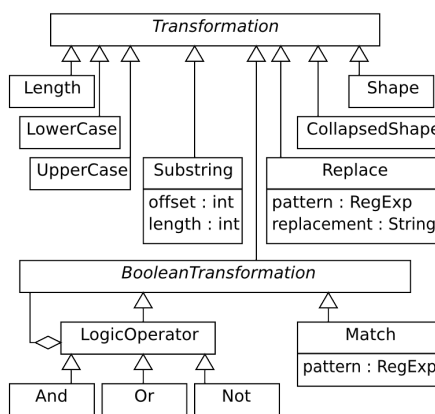 Transformation
Length
Shape
LowerCase
CollapsedShape
UpperCase
Substring
Replace
offset : int
pattern : RegExp
length : int
replacement : String
BooleanTransformation
LogicOperator
Match
pattern : RegExp
And
Or
Not